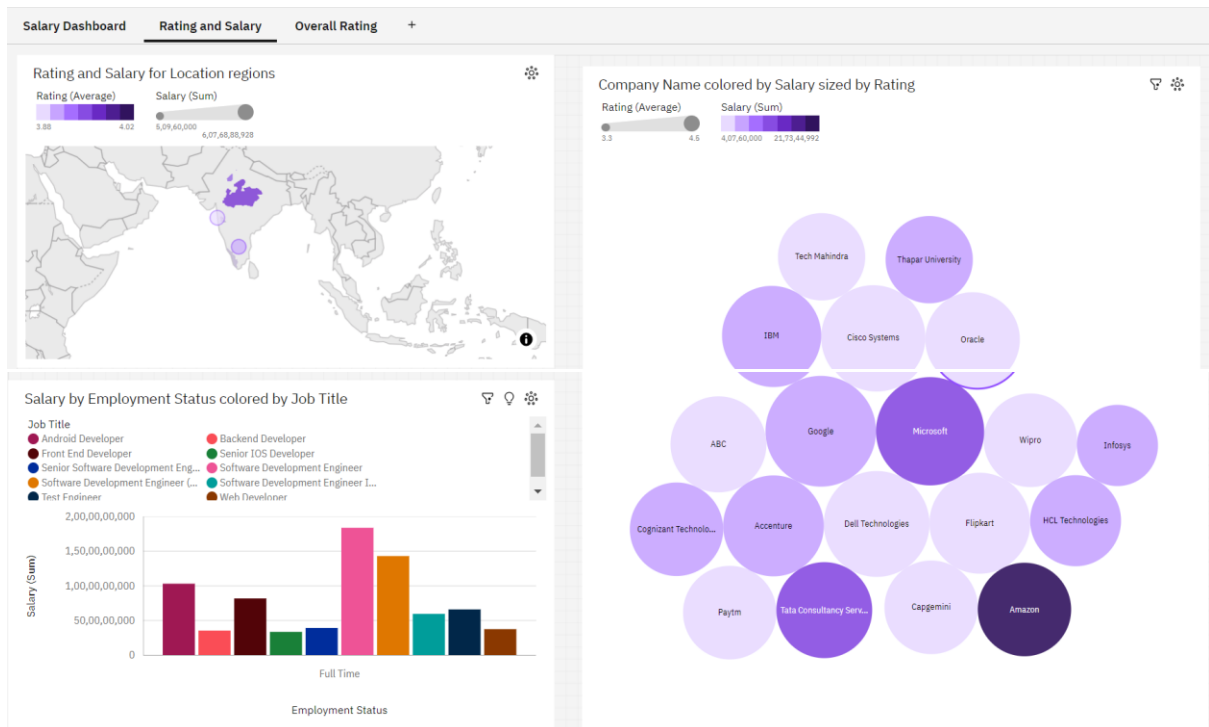 Salary Dashboard Rating and Salary Overall Rating +
Rating and Salary for Location regions
Rating (Average) Salary (Sum)
3.88 4.02 5,09,60,000 6,07,68,88,928
Salary by Employment Status colored by Job Title
Job Title
Android Developer Backend Developer
Front End Developer Senior IOS Developer
Senior Software Development Eng... Software Development Engineer
Software Development Engineer (... Software Development Engineer I...
Test Engineer Web Developer
Salary (Sum)
2,00,00,00,000
1,50,00,00,000
1,00,00,00,000
50,00,00,000
0
Full Time
Employment Status
Company Name colored by Salary sized by Rating
Rating (Average) Salary (Sum)
3.3 4.5 4,07,60,000 21,73,44,992
Tech Mahindra Thapar University
IBM Cisco Systems Oracle
ABC Google Microsoft Wipro Infosys
Cognizant Technolo... Accenture Dell Technologies Flipkart HCL Technologies
Paytm Tata Consultancy Serv... Capgemini Amazon